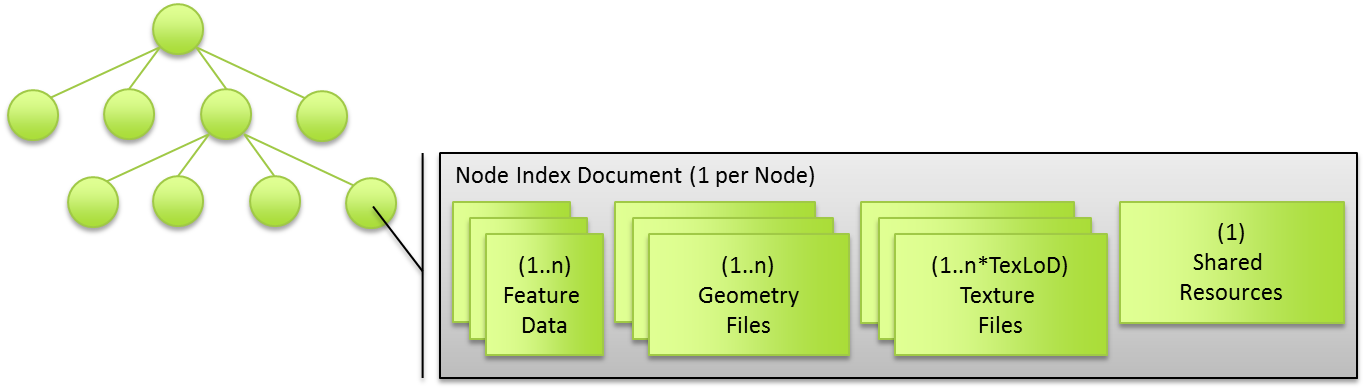 Node Index Document (1 per Node)
(1..n)
Feature
Data
(1..n)
Geometry
Files
(1..n*TexLoD)
Texture
Files
(1)
Shared
Resources